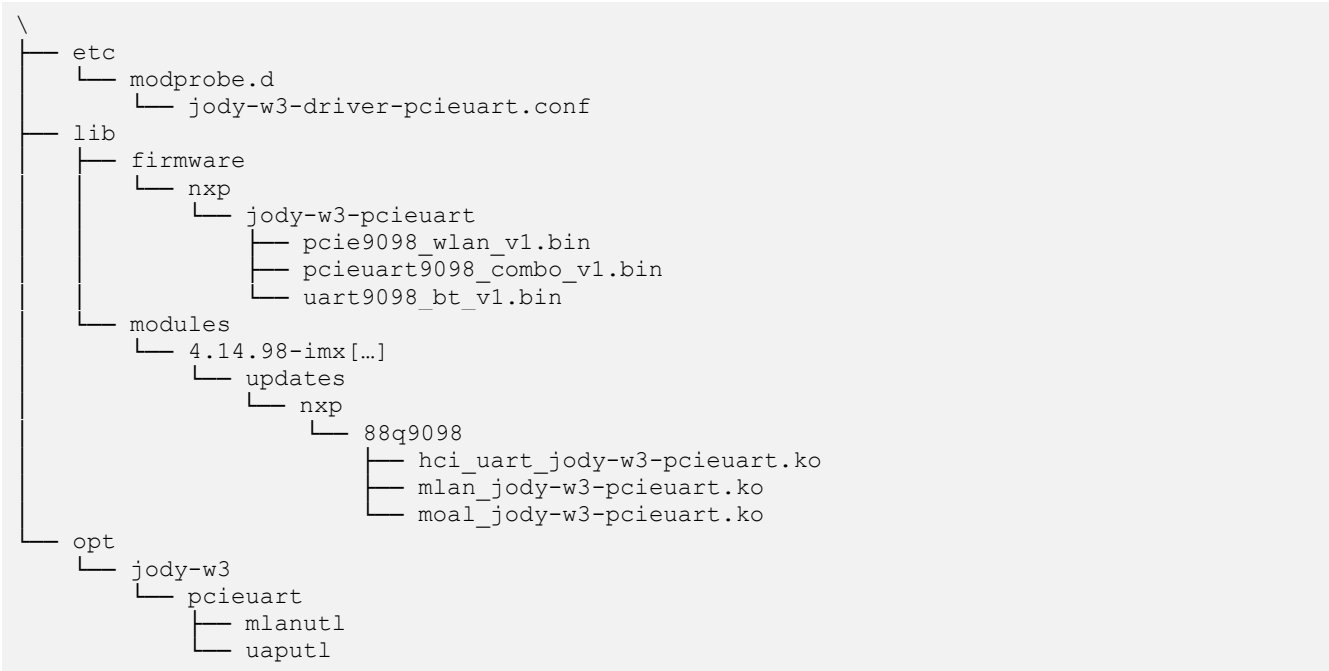 \
├── etc
│   └── modprobe.d
│       └── jody-w3-driver-pcieuart.conf
├── lib
│   ├── firmware
│   │   └── nxp
│   │       └── jody-w3-pcieuart
│   │           ├── pcie9098_wlan_v1.bin
│   │           ├── pcieuart9098_combo_v1.bin
│   │           └── uart9098_bt_v1.bin
│   └── modules
│       └── 4.14.98-imx[…]
│           └── updates
│               └── nxp
│                   └── 88q9098
│                       ├── hci_uart_jody-w3-pcieuart.ko
│                       ├── mlan_jody-w3-pcieuart.ko
│                       └── moal_jody-w3-pcieuart.ko
└── opt
    └── jody-w3
        └── pcieuart
            ├── mlanutl
            └── uaputl